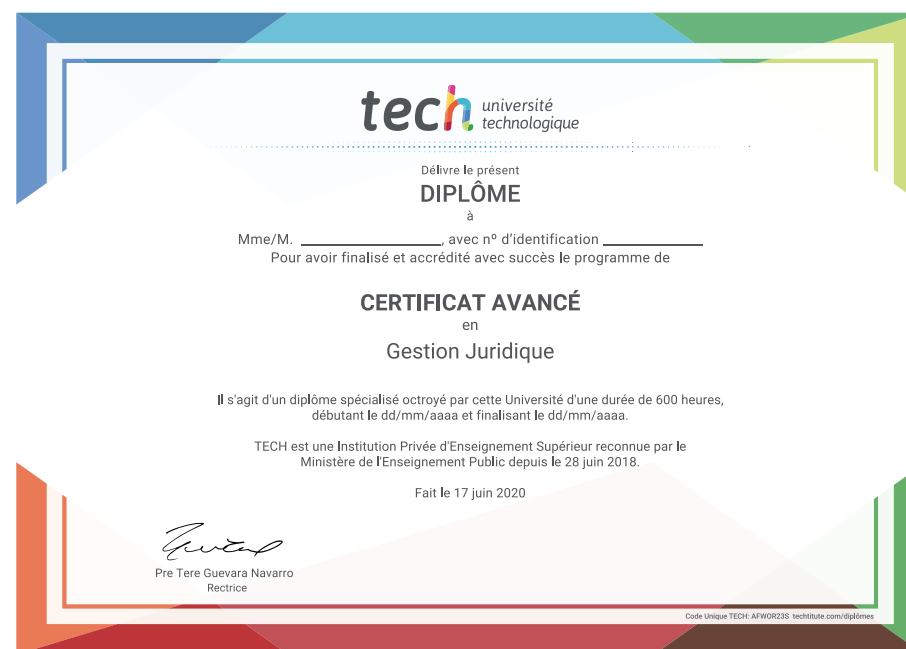 tech université
technologique
Délivre le présent
DIPLÔME
à
Mme/M. ____________________, avec nº d'identification ______________
Pour avoir finalisé et accrédité avec succès le programme de
CERTIFICAT AVANCÉ
en
Gestion Juridique
Il s'agit d'un diplôme spécialisé octroyé par cette Université d'une durée de 600 heures,
débutant le dd/mm/aaaa et finalisant le dd/mm/aaaa.
TECH est une Institution Privée d'Enseignement Supérieur reconnue par le
Ministère de l'Enseignement Public depuis le 28 juin 2018.
Fait le 17 juin 2020
Pre Tere Guevara Navarro
Rectrice
Code Unique TECH: AFWOR23S techtitute.com/diplômes